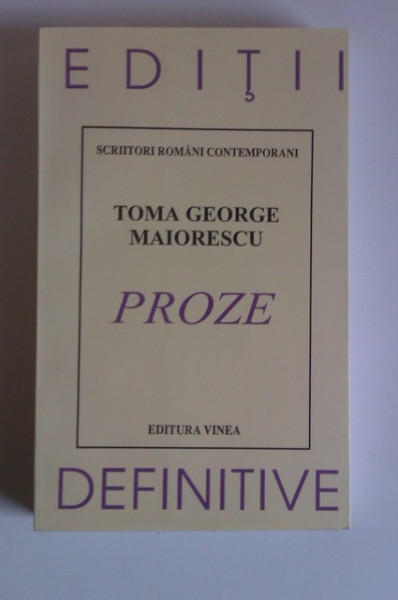 EDIŢII
SCRIITORI ROMÂNI CONTEMPORANI
TOMA GEORGE
MAIORESCU
PROZE
EDITURA VINEA
DEFINITIVE